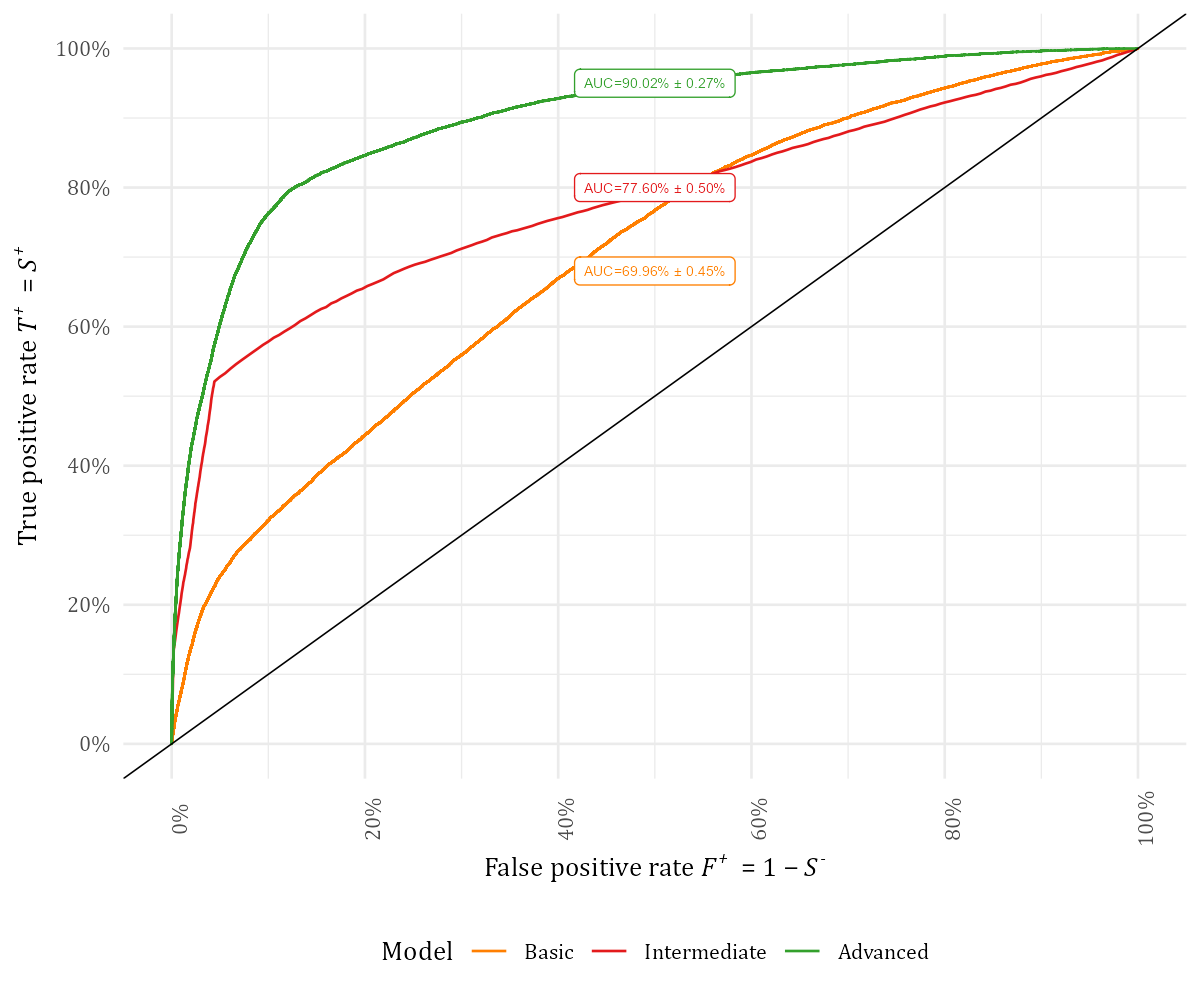 100%
80%
60%
40%
20%
0%
True positive rate T⁺ = S⁺
AUC=90.02% ± 0.27%
AUC=77.60% ± 0.50%
AUC=69.96% ± 0.45%
0%
20%
40%
60%
80%
100%
False positive rate F⁺ = 1 − S⁻
Model Basic Intermediate Advanced